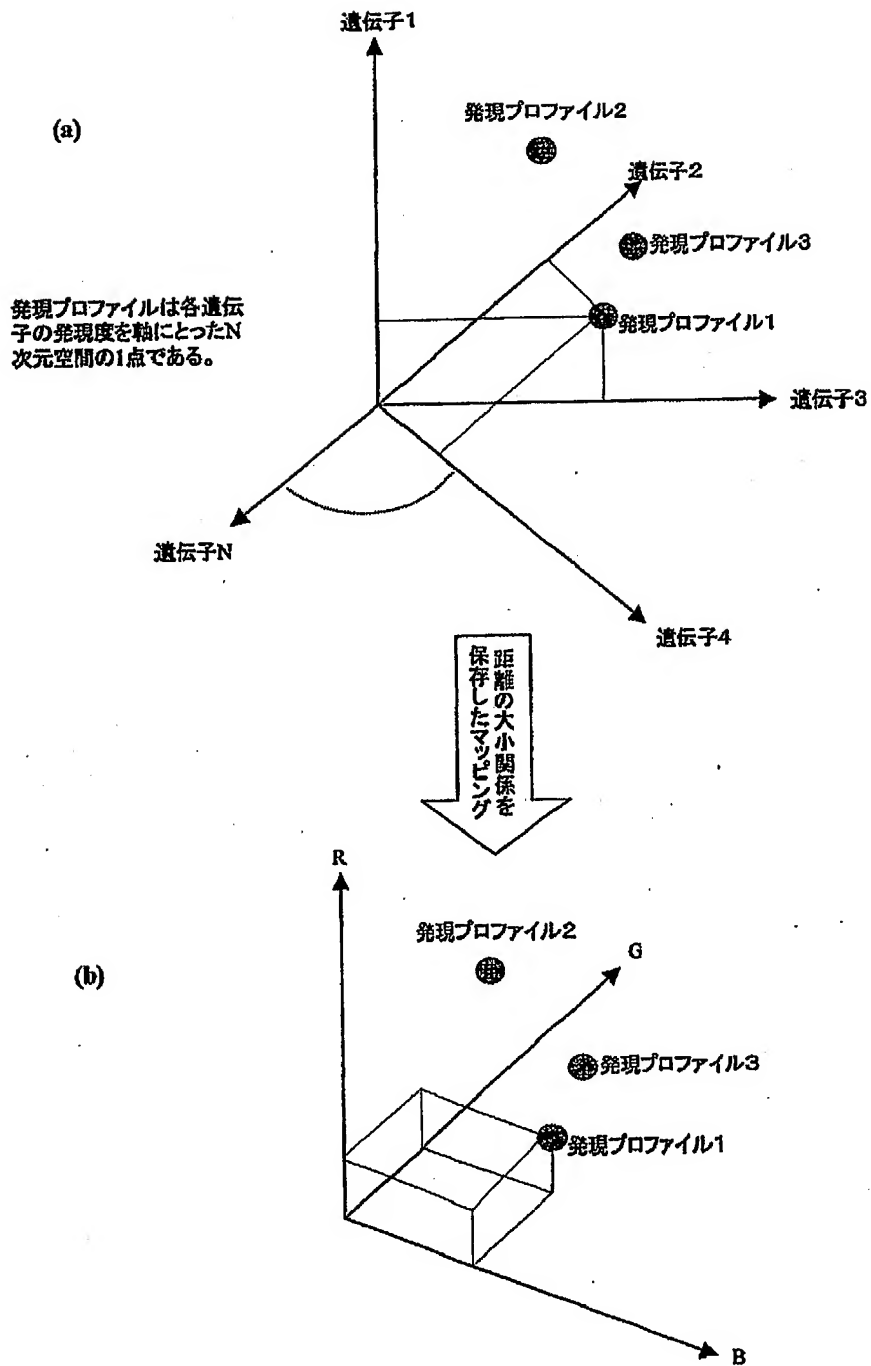 遺伝子1
(a)
発現プロファイル2
遺伝子2
発現プロファイル3
発現プロファイルは各遺伝
子の発現度を軸にとったN
次元空間の1点である。
発現プロファイル1
遺伝子3
遺伝子N
遺伝子4
距離の大小関係を
保存したマッピング
R
発現プロファイル2
G
(b)
発現プロファイル3
発現プロファイル1
B